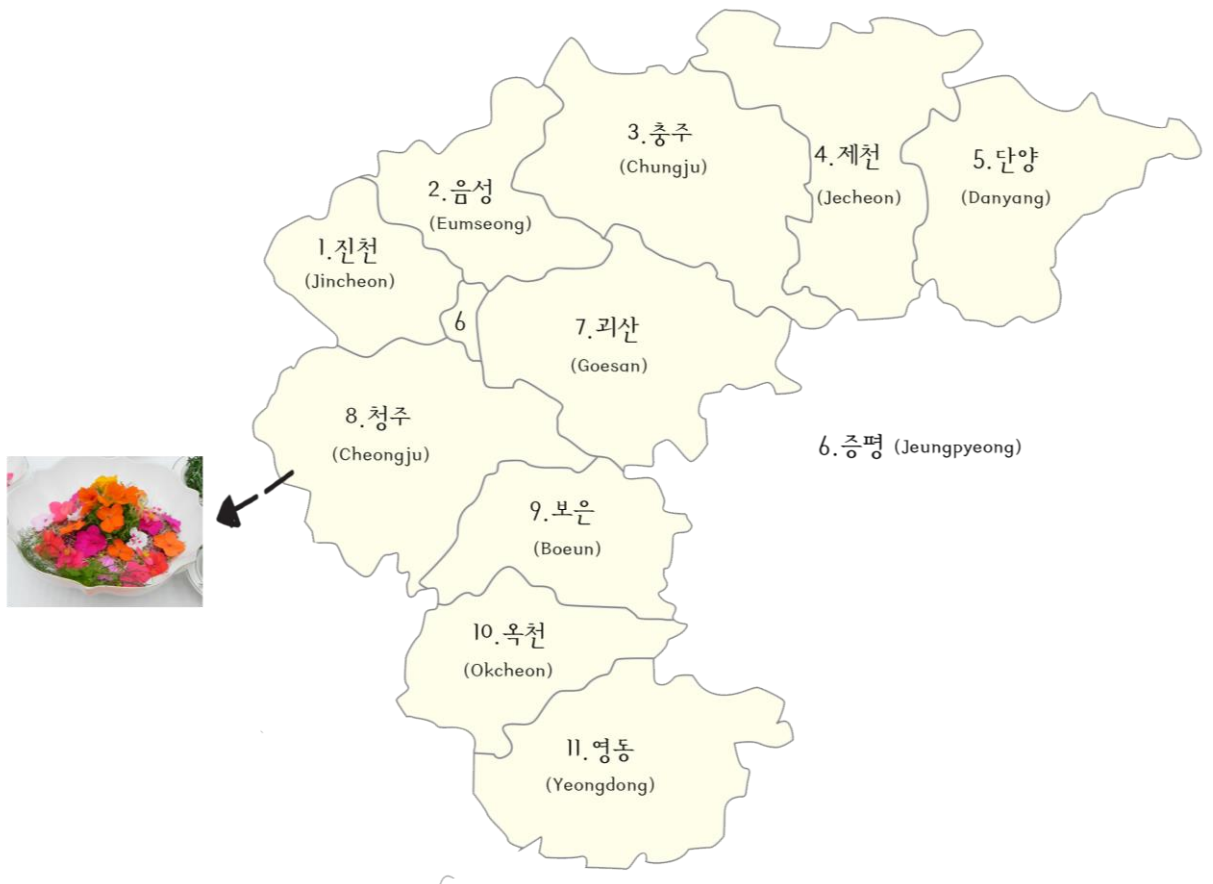 1.진천
(Jincheon)
2.음성
(Eumseong)
3.충주
(Chungju)
4.제천
(Jecheon)
5.단양
(Danyang)
6
7.괴산
(Goesan)
8.청주
(Cheongju)
6.증평 (Jeungpyeong)
9.보은
(Boeun)
10.옥천
(Okcheon)
11.영동
(Yeongdong)